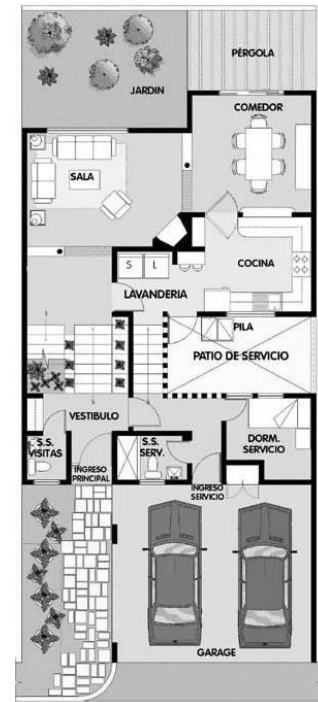 PÉRGOLA
JARDIN
COMEDOR
SALA
COCINA
S L
LAVANDERIA
PILA
PATIO DE SERVICIO
VESTIBULO
S.S.
VISITAS
S.S.
SERV.
DORM.
SERVICIO
INGRESO
PRINCIPAL
INGRESO
SERVICIO
GARAGE